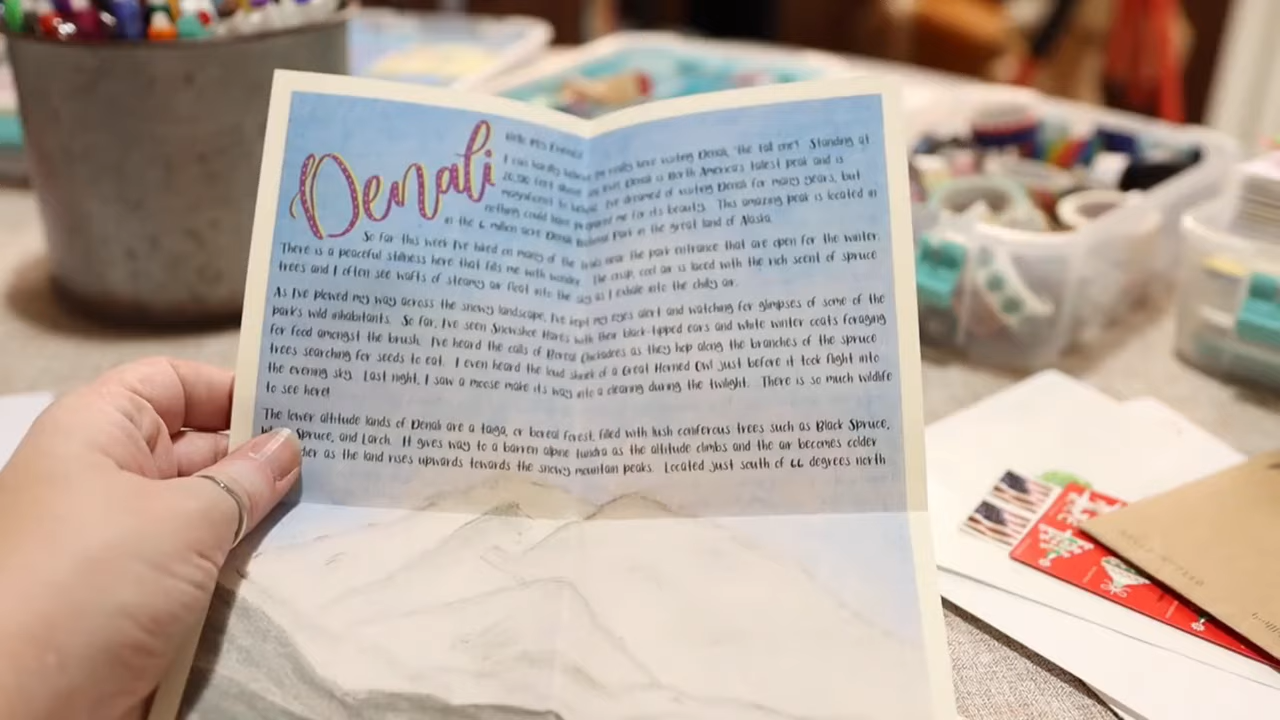 Denali
Hello My Friend!
I can hardly believe I'm really here visiting Denali, "the tall one". Standing at
feet above sea level, Denali is North America's tallest peak and is
magnificent to behold. I've dreamed of visiting Denali for many years, but
nothing could have prepared me for its beauty. This amazing peak is located in
in the 6 million acre Denali National Park in the great land of Alaska.
So far this week I've hiked on many of the trails near the park entrance that are open for the winter.
There is a peaceful stillness here that fills me with wonder. The crisp, cool air is laced with the rich scent of spruce
trees and I often see wafts of steamy air float into the sky as I exhale into the chilly air.
As I've plowed my way across the snowy landscape, I've kept my eyes alert and watching for glimpses of some of the
park's wild inhabitants. So far, I've seen Snowshoe Hares with their black-tipped ears and white winter coats foraging
for food amongst the brush. I've heard the calls of Boreal Chickadees as they hop along the branches of the spruce
trees searching for seeds to eat. I even heard the loud shriek of a Great Horned Owl just before it took flight into
the evening sky. Last night, I saw a moose make its way into a clearing during the twilight. There is so much wildlife
to see here!
The lower altitude lands of Denali are a taiga, or boreal forest, filled with lush coniferous trees such as Black Spruce,
Spruce, and Larch. It gives way to a barren alpine tundra as the altitude climbs and the air becomes colder
as the land rises upwards towards the snowy mountain peaks. Located just south of 66 degrees north